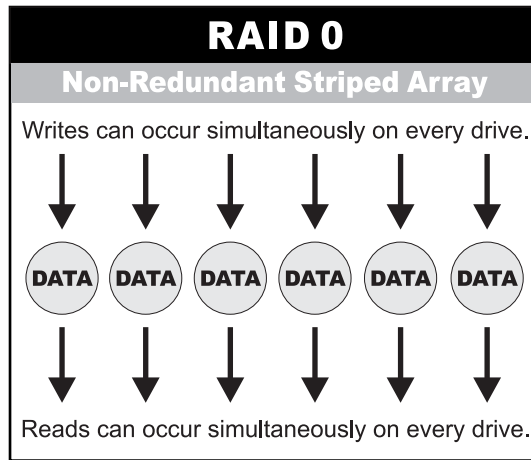 RAID 0
Non-Redundant Striped Array
Writes can occur simultaneously on every drive.
DATA DATA DATA DATA DATA DATA
Reads can occur simultaneously on every drive.